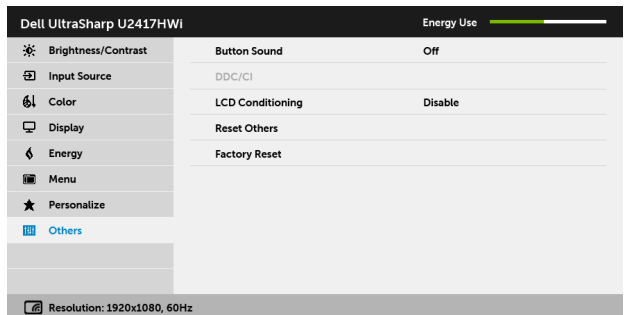 Dell UltraSharp U2417HWi
Energy Use
Brightness/Contrast
Button Sound Off
Input Source
DDC/CI
Color
LCD Conditioning Disable
Display
Reset Others
Energy
Factory Reset
Menu
Personalize
Others
Resolution: 1920x1080, 60Hz